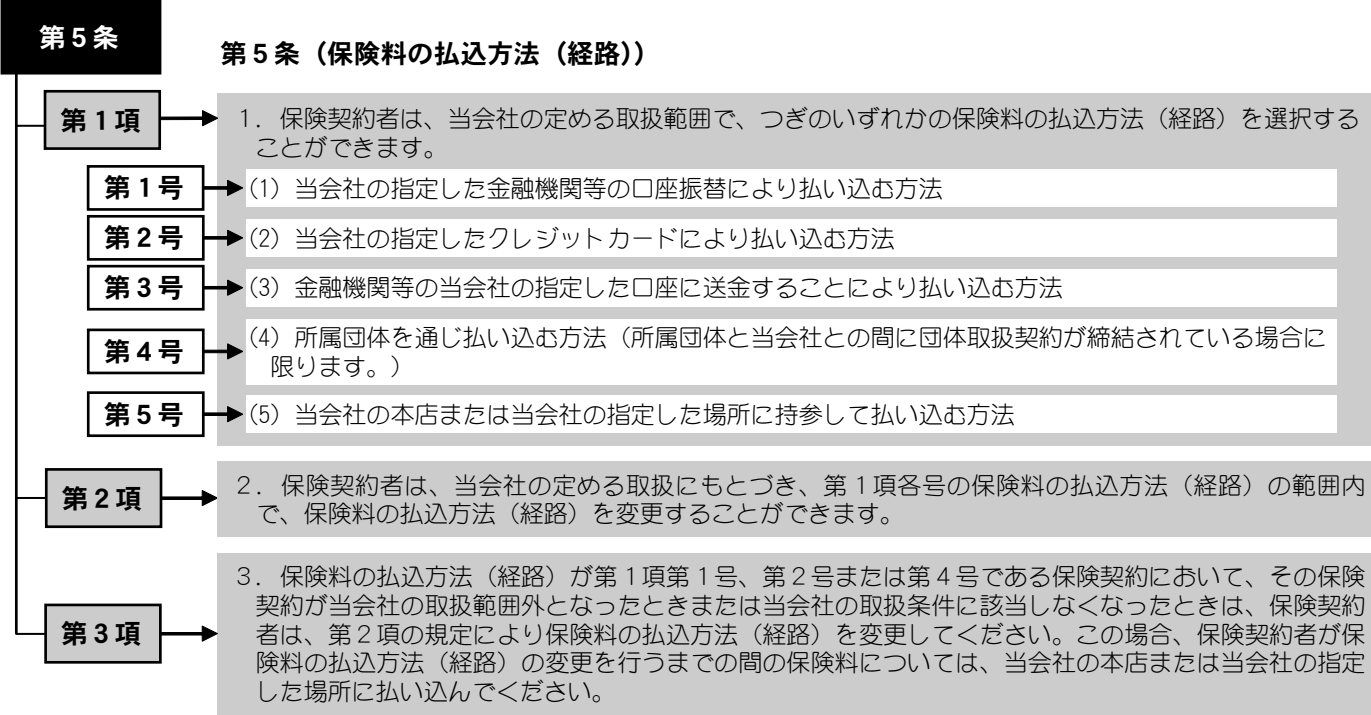 第５条
第５条（保険料の払込方法（経路））
第１項
１．保険契約者は、当会社の定める取扱範囲で、つぎのいずれかの保険料の払込方法（経路）を選択する
ことができます。
第１号
(1) 当会社の指定した金融機関等の口座振替により払い込む方法
第２号
(2) 当会社の指定したクレジットカードにより払い込む方法
第３号
(3) 金融機関等の当会社の指定した口座に送金することにより払い込む方法
第４号
(4) 所属団体を通じ払い込む方法（所属団体と当会社との間に団体取扱契約が締結されている場合に
限ります。）
第５号
(5) 当会社の本店または当会社の指定した場所に持参して払い込む方法
第２項
２．保険契約者は、当会社の定める取扱にもとづき、第１項各号の保険料の払込方法（経路）の範囲内
で、保険料の払込方法（経路）を変更することができます。
第３項
３．保険料の払込方法（経路）が第１項第１号、第２号または第４号である保険契約において、その保険
契約が当会社の取扱範囲外となったときまたは当会社の取扱条件に該当しなくなったときは、保険契約
者は、第２項の規定により保険料の払込方法（経路）を変更してください。この場合、保険契約者が保
険料の払込方法（経路）の変更を行うまでの間の保険料については、当会社の本店または当会社の指定
した場所に払い込んでください。